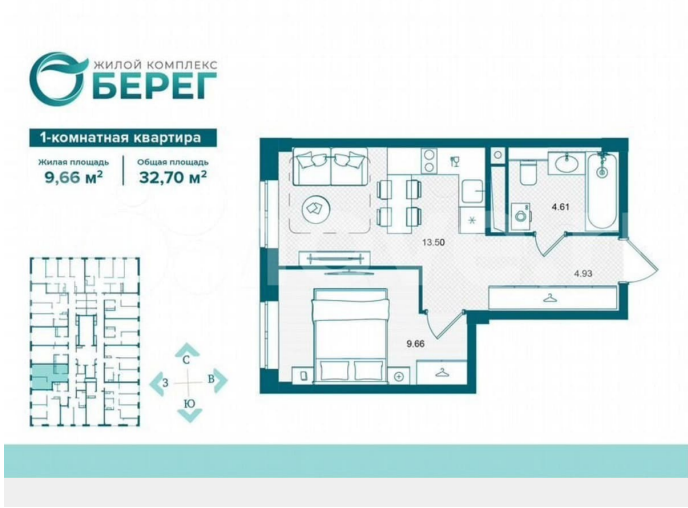 ЖИЛОЙ КОМПЛЕКС
БЕРЕГ
1-комнатная квартира
Жилая площадь
9,66 м²
Общая площадь
32,70 м²
4.61
13.50
4.93
9.66
С
З
В
Ю